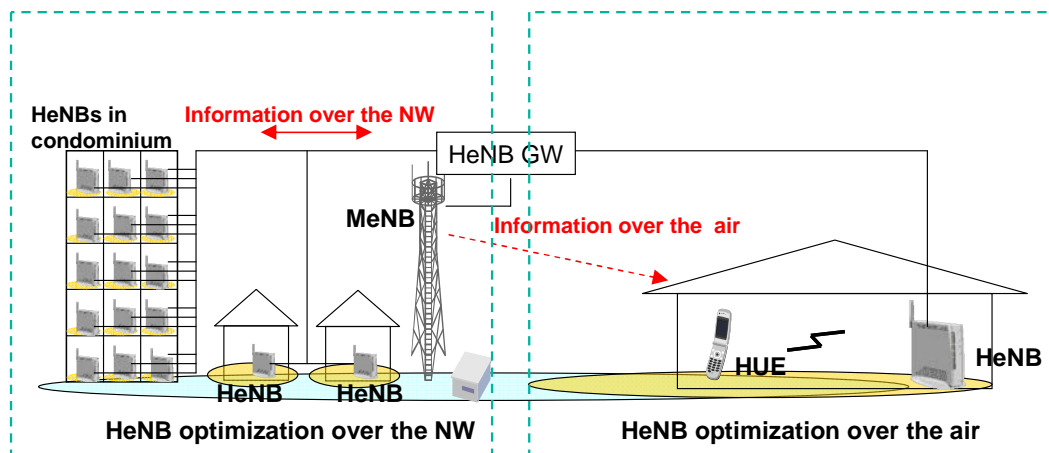 HeNBs in
condominium
Information over the NW
HeNB GW
MeNB
Information over the  air
HUE
HeNB
HeNB
HeNB
HeNB optimization over the NW
HeNB optimization over the air